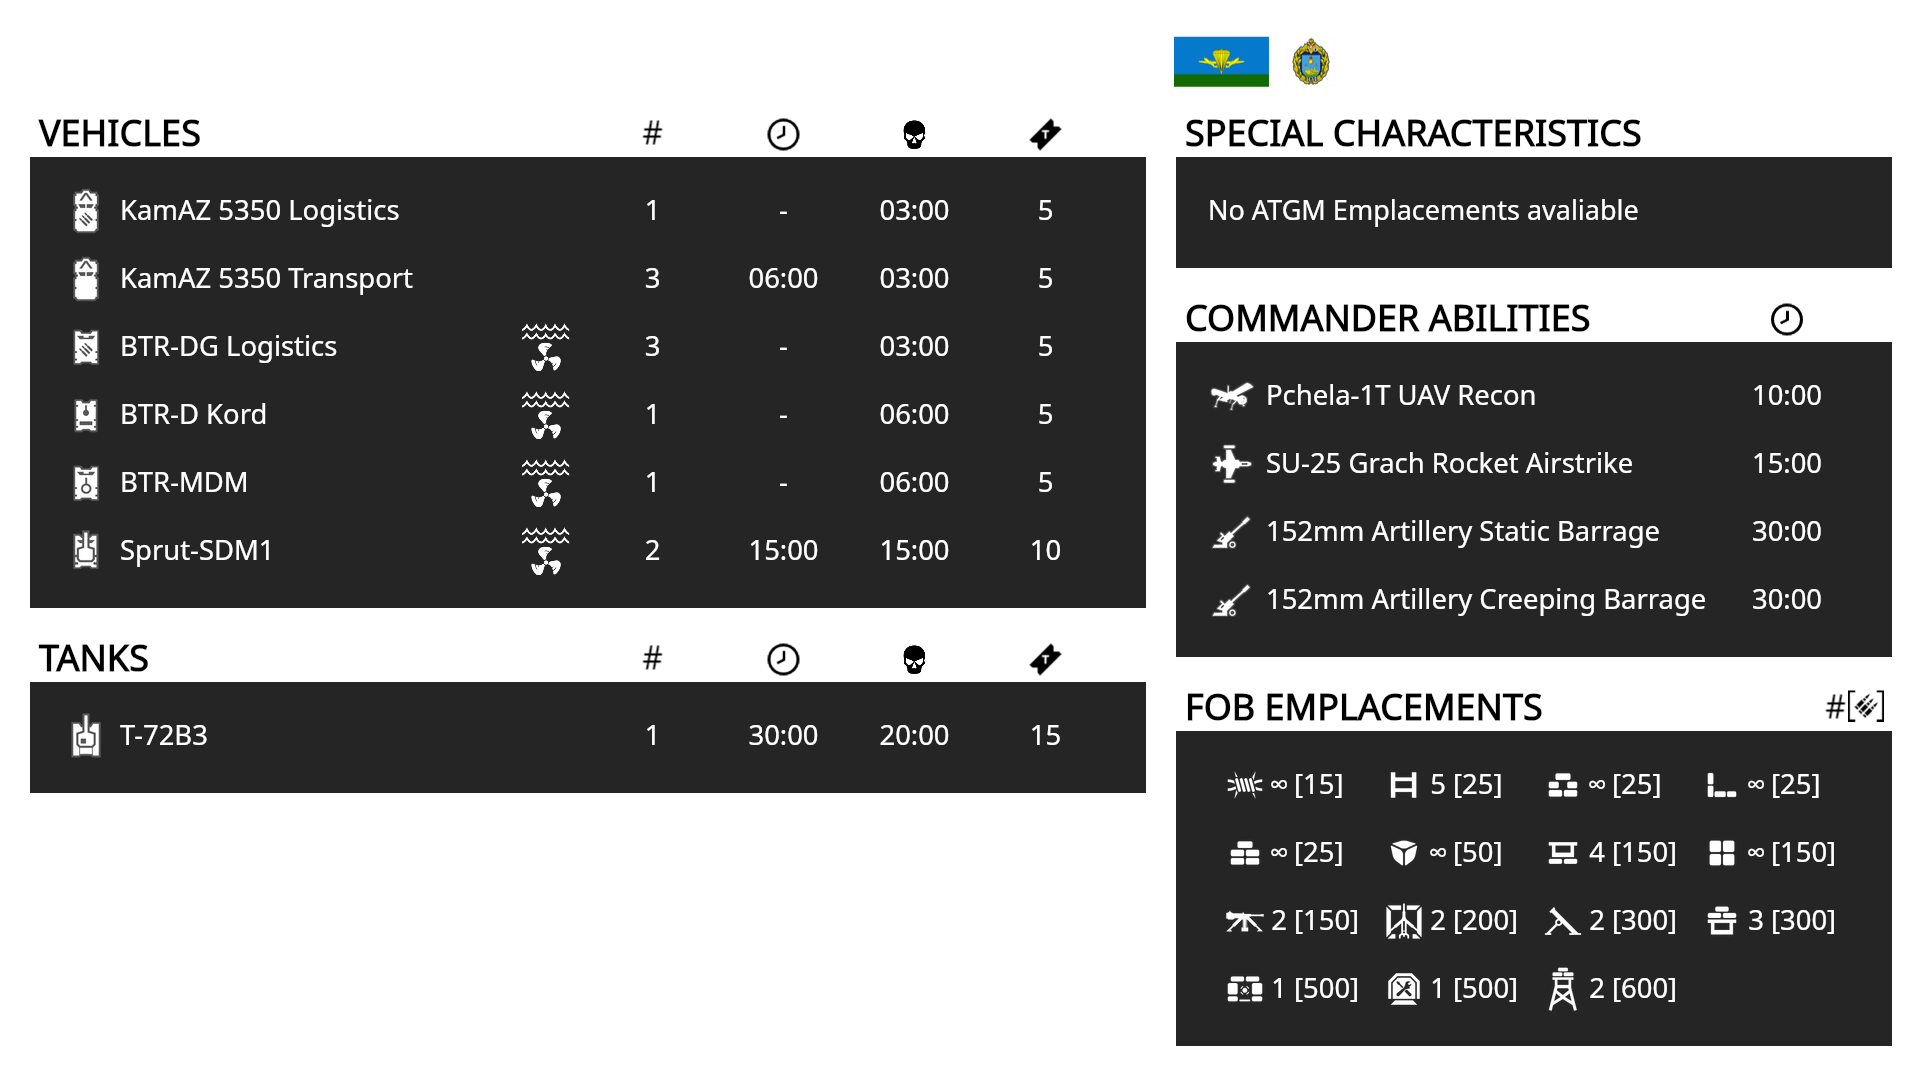 VEHICLES #
KamAZ 5350 Logistics 1 - 03:00 5
KamAZ 5350 Transport 3 06:00 03:00 5
BTR-DG Logistics 3 - 03:00 5
BTR-D Kord 1 - 06:00 5
BTR-MDM 1 - 06:00 5
Sprut-SDM1 2 15:00 15:00 10
TANKS #
T-72B3 1 30:00 20:00 15
SPECIAL CHARACTERISTICS
No ATGM Emplacements avaliable
COMMANDER ABILITIES
Pchela-1T UAV Recon 10:00
SU-25 Grach Rocket Airstrike 15:00
152mm Artillery Static Barrage 30:00
152mm Artillery Creeping Barrage 30:00
FOB EMPLACEMENTS #[]
∞ [15] 5 [25] ∞ [25] ∞ [25]
∞ [25] ∞ [50] 4 [150] ∞ [150]
2 [150] 2 [200] 2 [300] 3 [300]
1 [500] 1 [500] 2 [600]